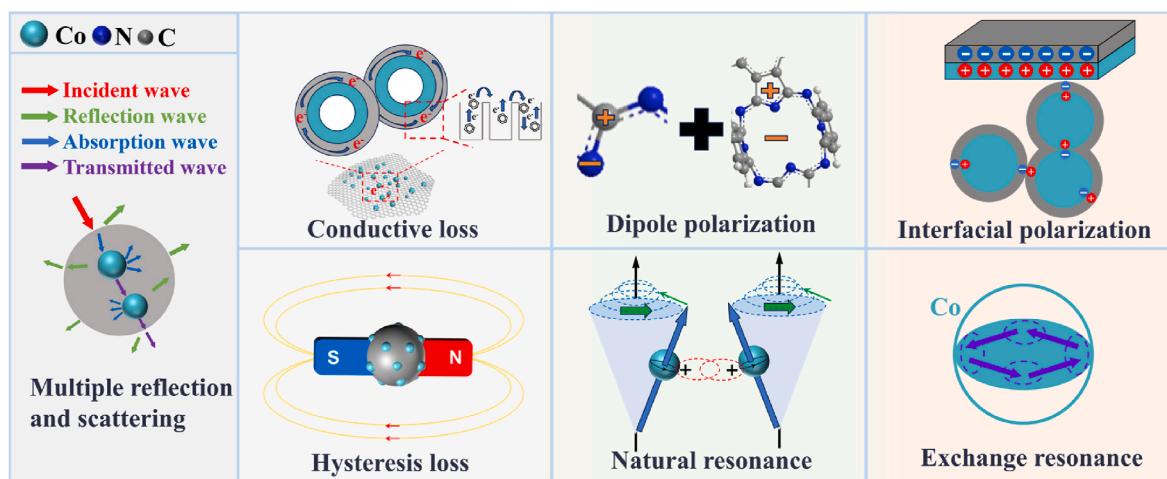 Co N C
Incident wave
Reflection wave
Absorption wave
Transmitted wave
Multiple reflection
and scattering
e-
e-
e-
e-
e-
Conductive loss
+
-
+
+
-
Dipole polarization
- - - - - - -
+ + + + + + +
+
-
+
-
- +
- +
- +
Interfacial polarization
S N
Hysteresis loss
+ +
Natural resonance
Co
Exchange resonance